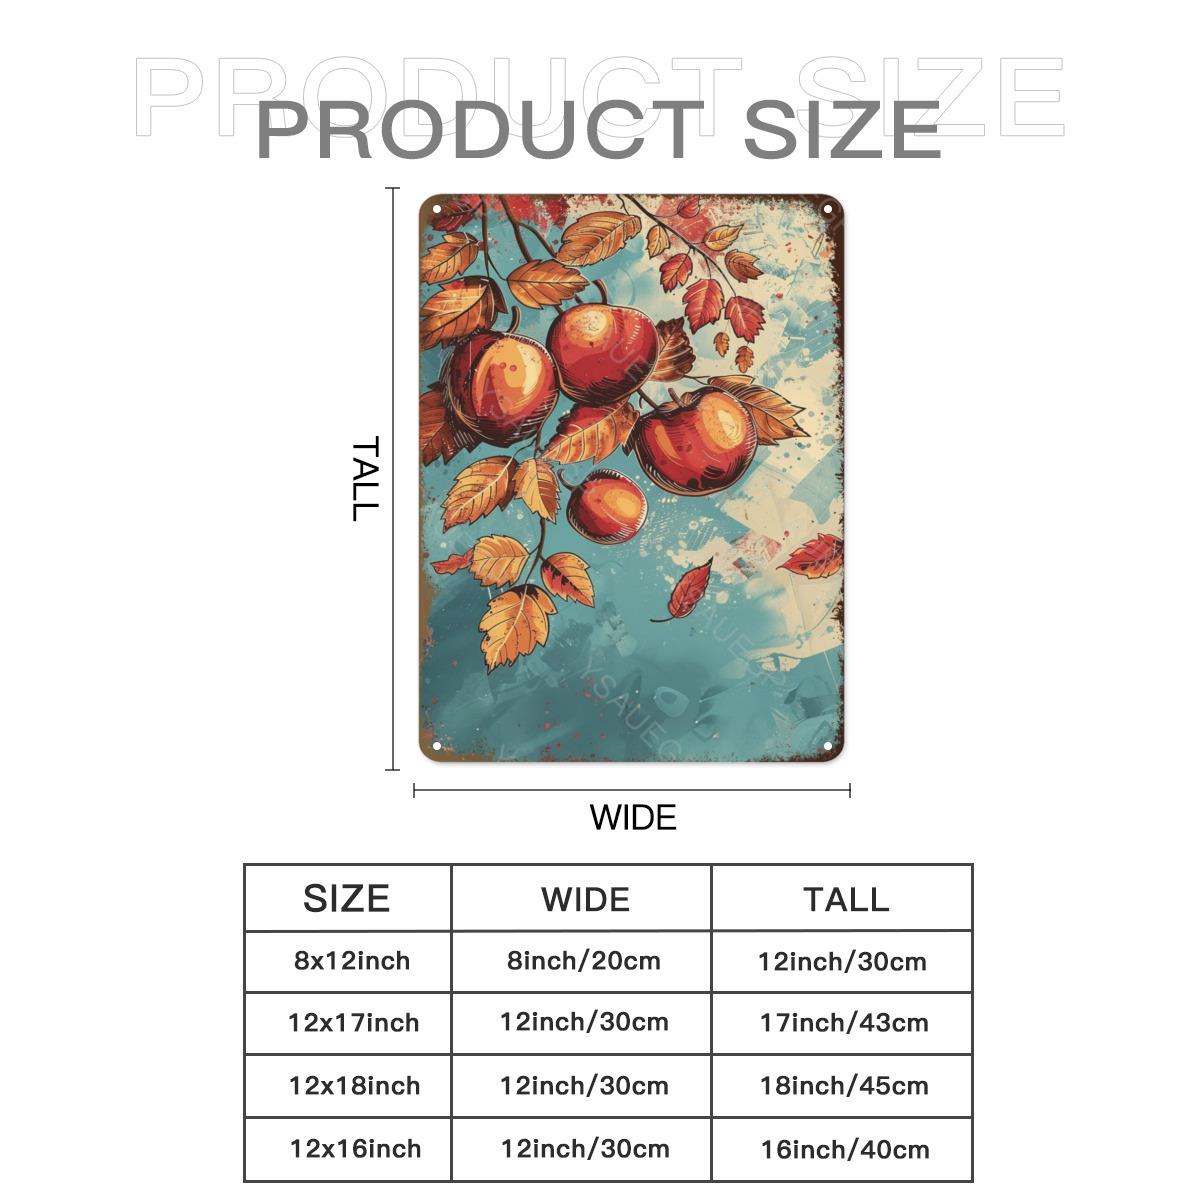 PRODUCT SIZE
PRODUCT SIZE
TALL
YSAUEG
WIDE
SIZE WIDE TALL
8x12inch 8inch/20cm 12inch/30cm
12x17inch 12inch/30cm 17inch/43cm
12x18inch 12inch/30cm 18inch/45cm
12x16inch 12inch/30cm 16inch/40cm